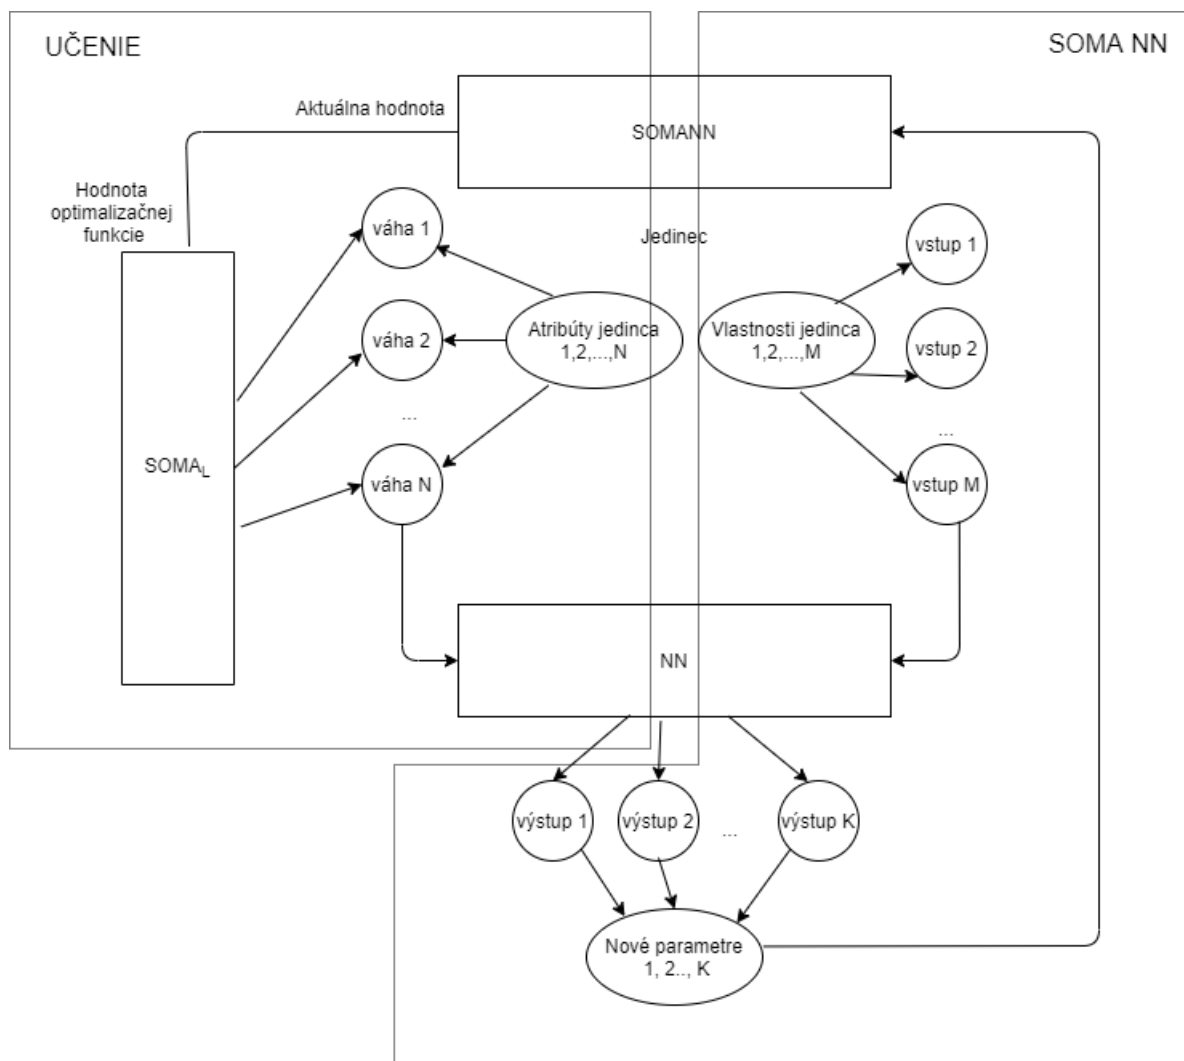 UČENIE
SOMA NN
Aktuálna hodnota
SOMANN
Hodnota
optimalizačnej
funkcie
váha 1
Jedinec
vstup 1
váha 2
Atribúty jedinca
1,2,...,N
Vlastnosti jedinca
1,2,...,M
vstup 2
...
...
SOMAL
váha N
vstup M
NN
výstup 1
výstup 2
...
výstup K
Nové parametre
1, 2.., K